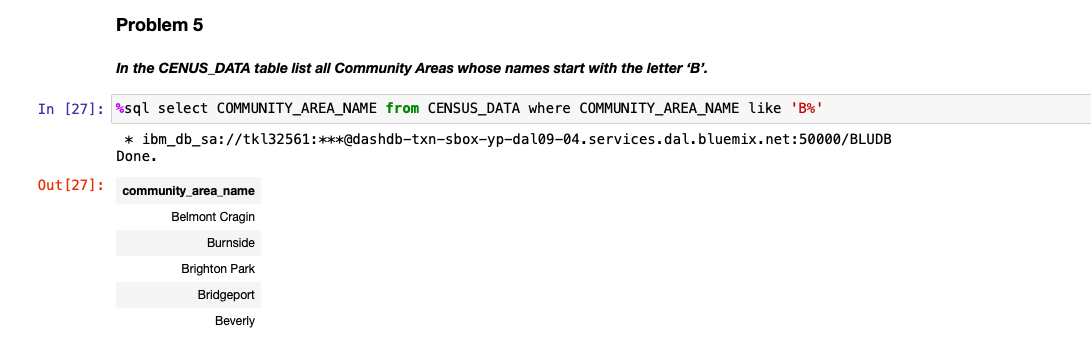 Problem 5
In the CENUS_DATA table list all Community Areas whose names start with the letter ‘B’.
In [27]: %sql select COMMUNITY_AREA_NAME from CENSUS_DATA where COMMUNITY_AREA_NAME like 'B%'
* ibm_db_sa://tkl32561:***@dashdb-txn-sbox-yp-dal09-04.services.dal.bluemix.net:50000/BLUDB
Done.
Out[27]: community_area_name
Belmont Cragin
Burnside
Brighton Park
Bridgeport
Beverly